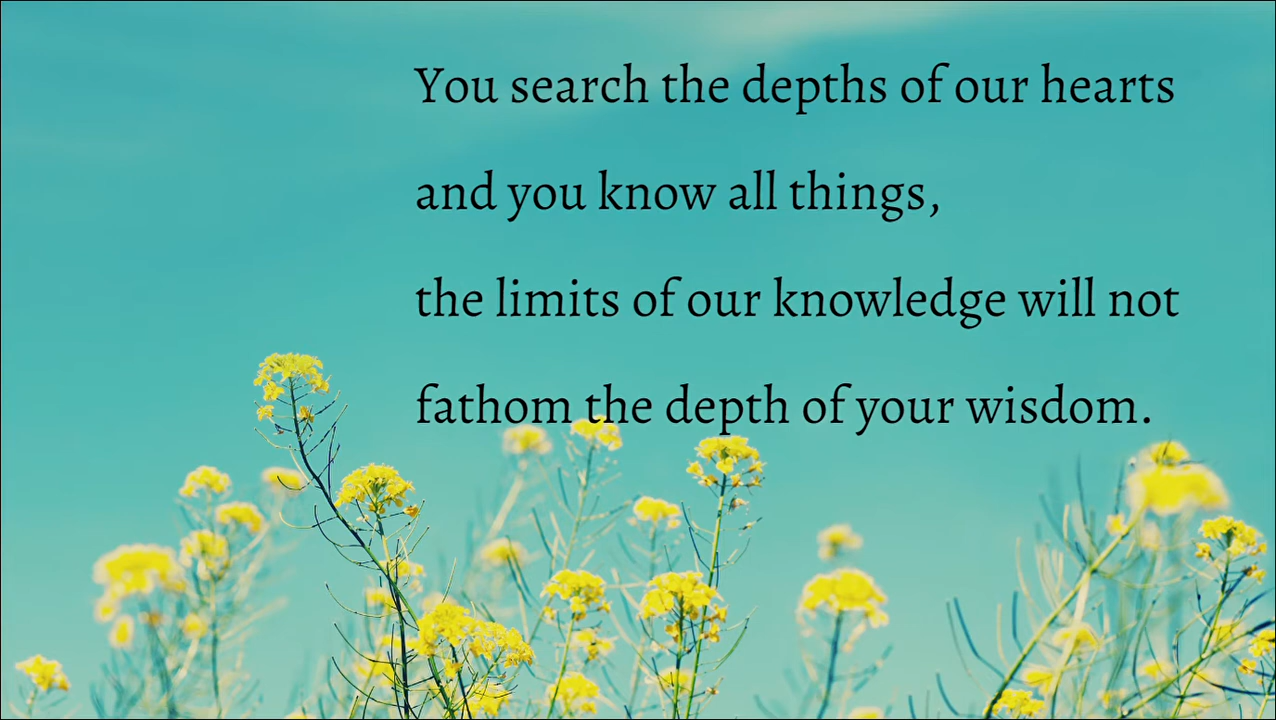 You search the depths of our hearts
and you know all things,
the limits of our knowledge will not
fathom the depth of your wisdom.